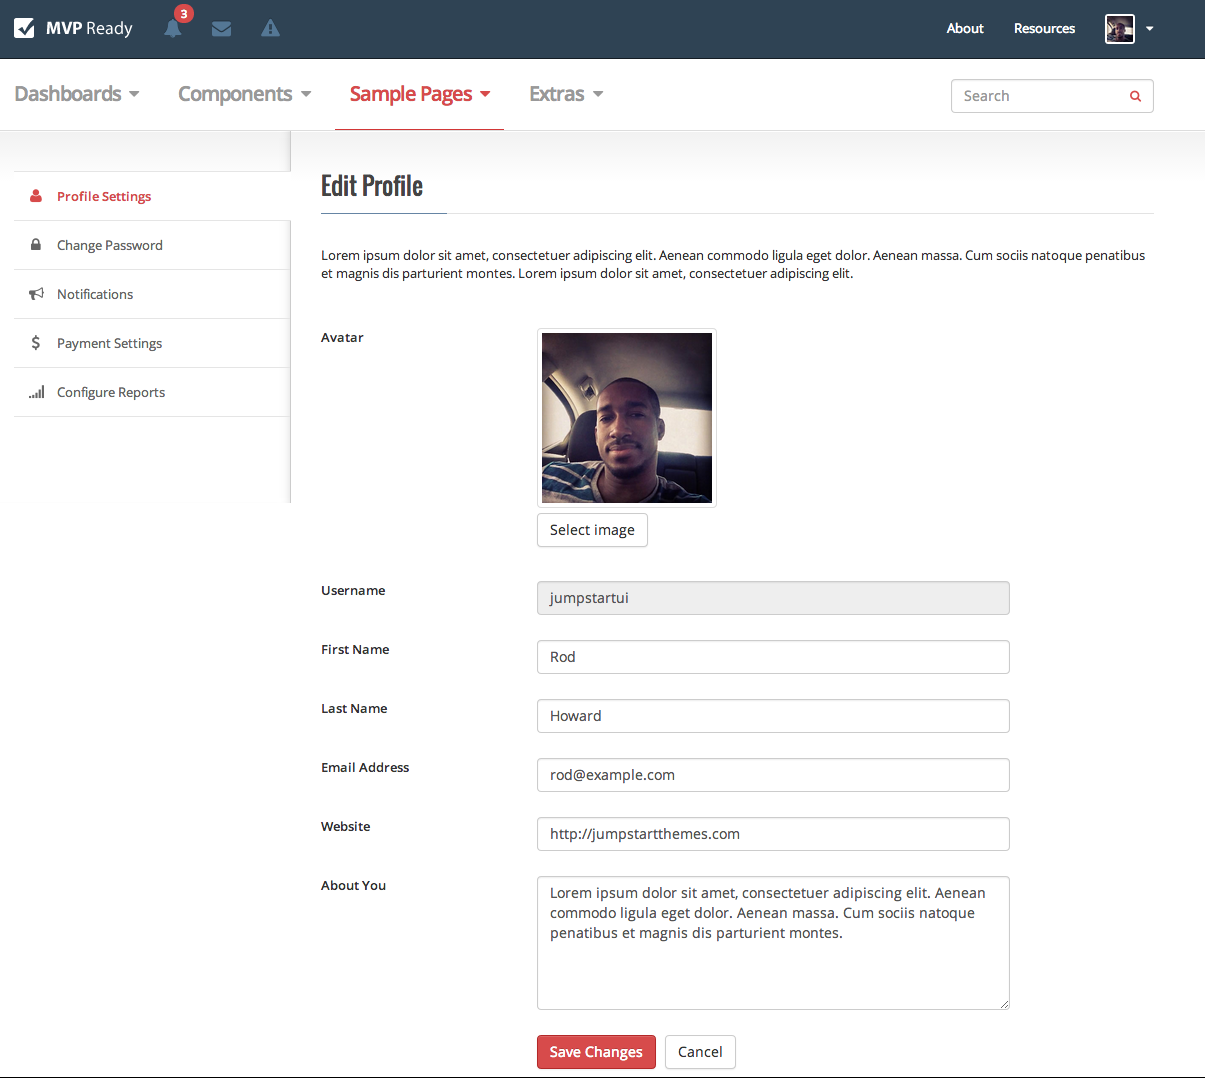 MVP Ready
3
About
Resources
Dashboards
Components
Sample Pages
Extras
Search
Profile Settings
Change Password
Notifications
Payment Settings
Configure Reports
Edit Profile
Lorem ipsum dolor sit amet, consectetuer adipiscing elit. Aenean commodo ligula eget dolor. Aenean massa. Cum sociis natoque penatibus
et magnis dis parturient montes. Lorem ipsum dolor sit amet, consectetuer adipiscing elit.
Avatar
Select image
Username
jumpstartui
First Name
Rod
Last Name
Howard
Email Address
rod@example.com
Website
http://jumpstartthemes.com
About You
Lorem ipsum dolor sit amet, consectetuer adipiscing elit. Aenean
commodo ligula eget dolor. Aenean massa. Cum sociis natoque
penatibus et magnis dis parturient montes.
Save Changes
Cancel